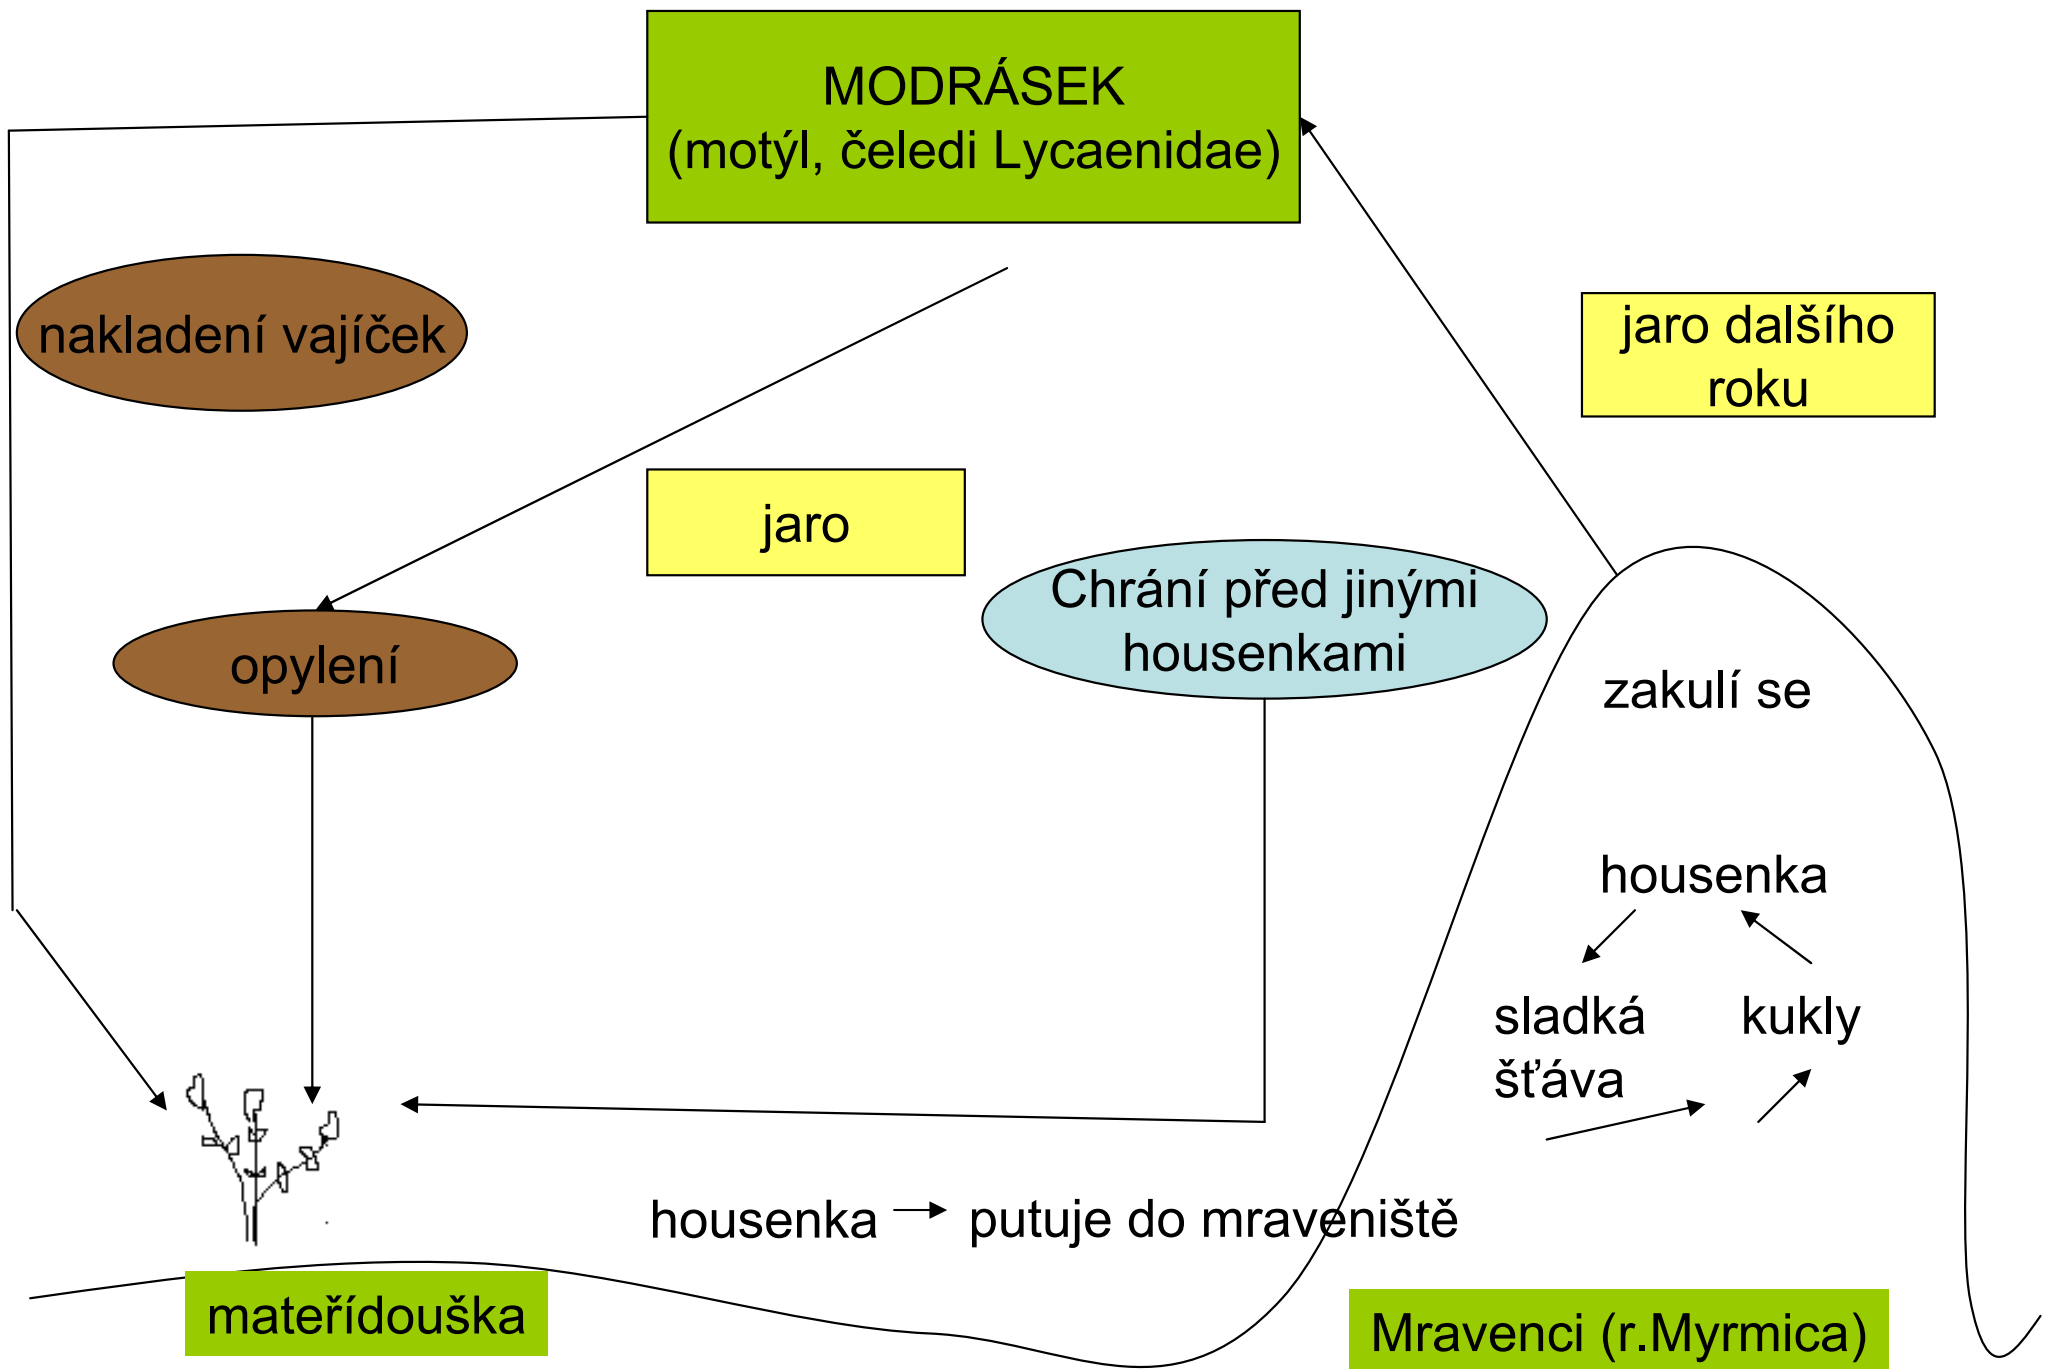 MODRÁSEK
(motýl, čeledi Lycaenidae)
nakladení vajíček
jaro dalšího
roku
jaro
Chrání před jinými
housenkami
opylení
zakulí se
housenka
sladká
šťáva
kukly
housenka
putuje do mraveniště
mateřídouška
Mravenci (r.Myrmica)